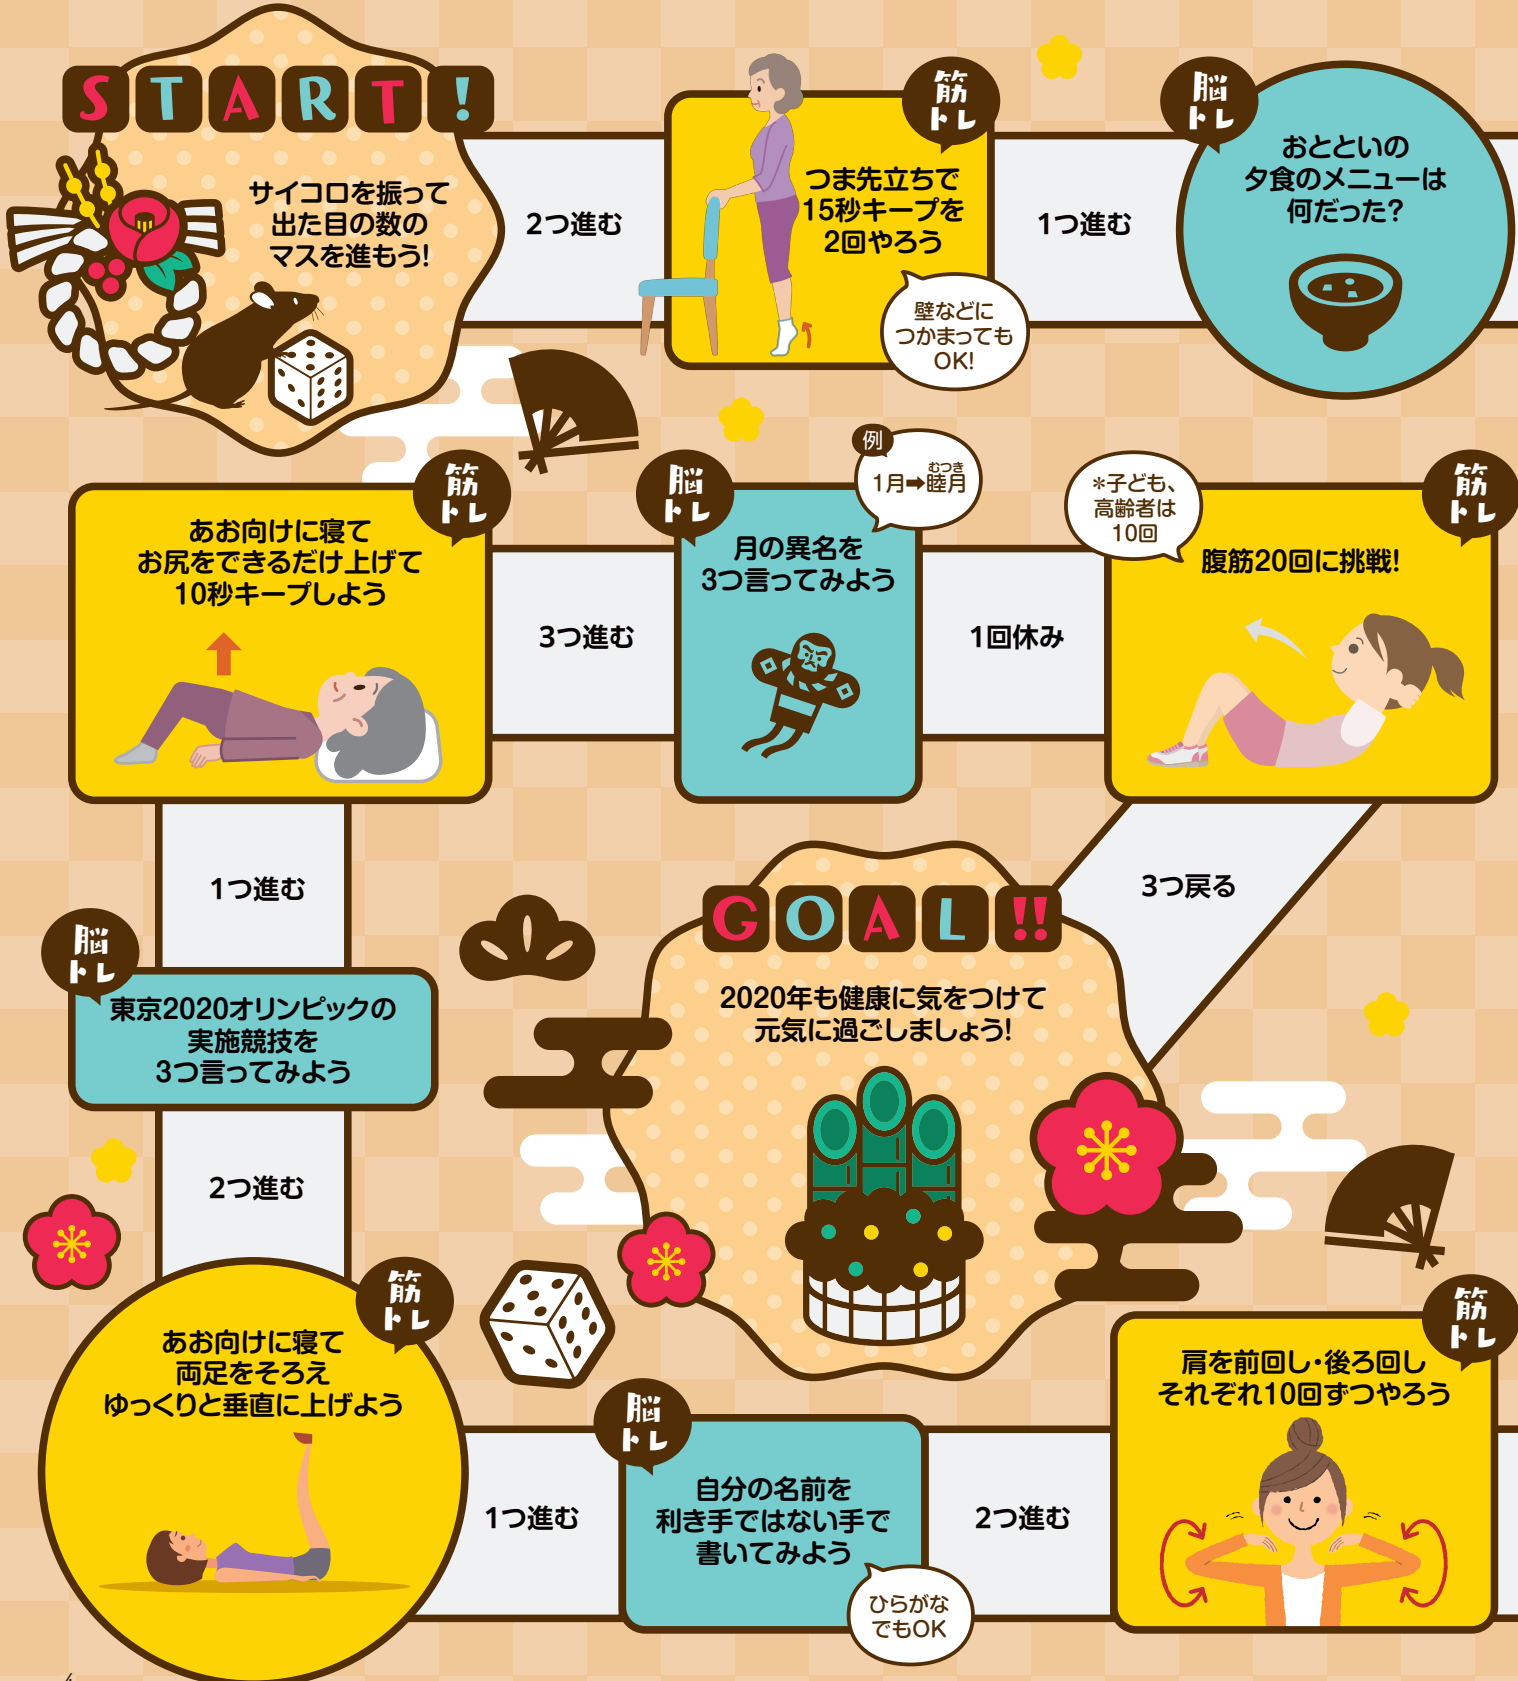 START!
サイコロを振って
出た目の数の
マスを進もう!
2つ進む
筋
トレ
つま先立ちで
15秒キープを
2回やろう
壁などに
つかまっても
OK!
1つ進む
脳
トレ
おとといの
夕食のメニューは
何だった?
筋
トレ
あお向けに寝て
お尻をできるだけ上げて
10秒キープしよう
3つ進む
脳
トレ
例
むつき
1月➡睦月
月の異名を
3つ言ってみよう
1回休み
*子ども、
高齢者は
10回
筋
トレ
腹筋20回に挑戦!
1つ進む
3つ戻る
GOAL!!
2020年も健康に気をつけて
元気に過ごしましょう!
脳
トレ
東京2020オリンピックの
実施競技を
3つ言ってみよう
2つ進む
筋
トレ
あお向けに寝て
両足をそろえ
ゆっくりと垂直に上げよう
1つ進む
脳
トレ
自分の名前を
利き手ではない手で
書いてみよう
ひらがな
でもOK
2つ進む
筋
トレ
肩を前回し・後ろ回し
それぞれ10回ずつやろう